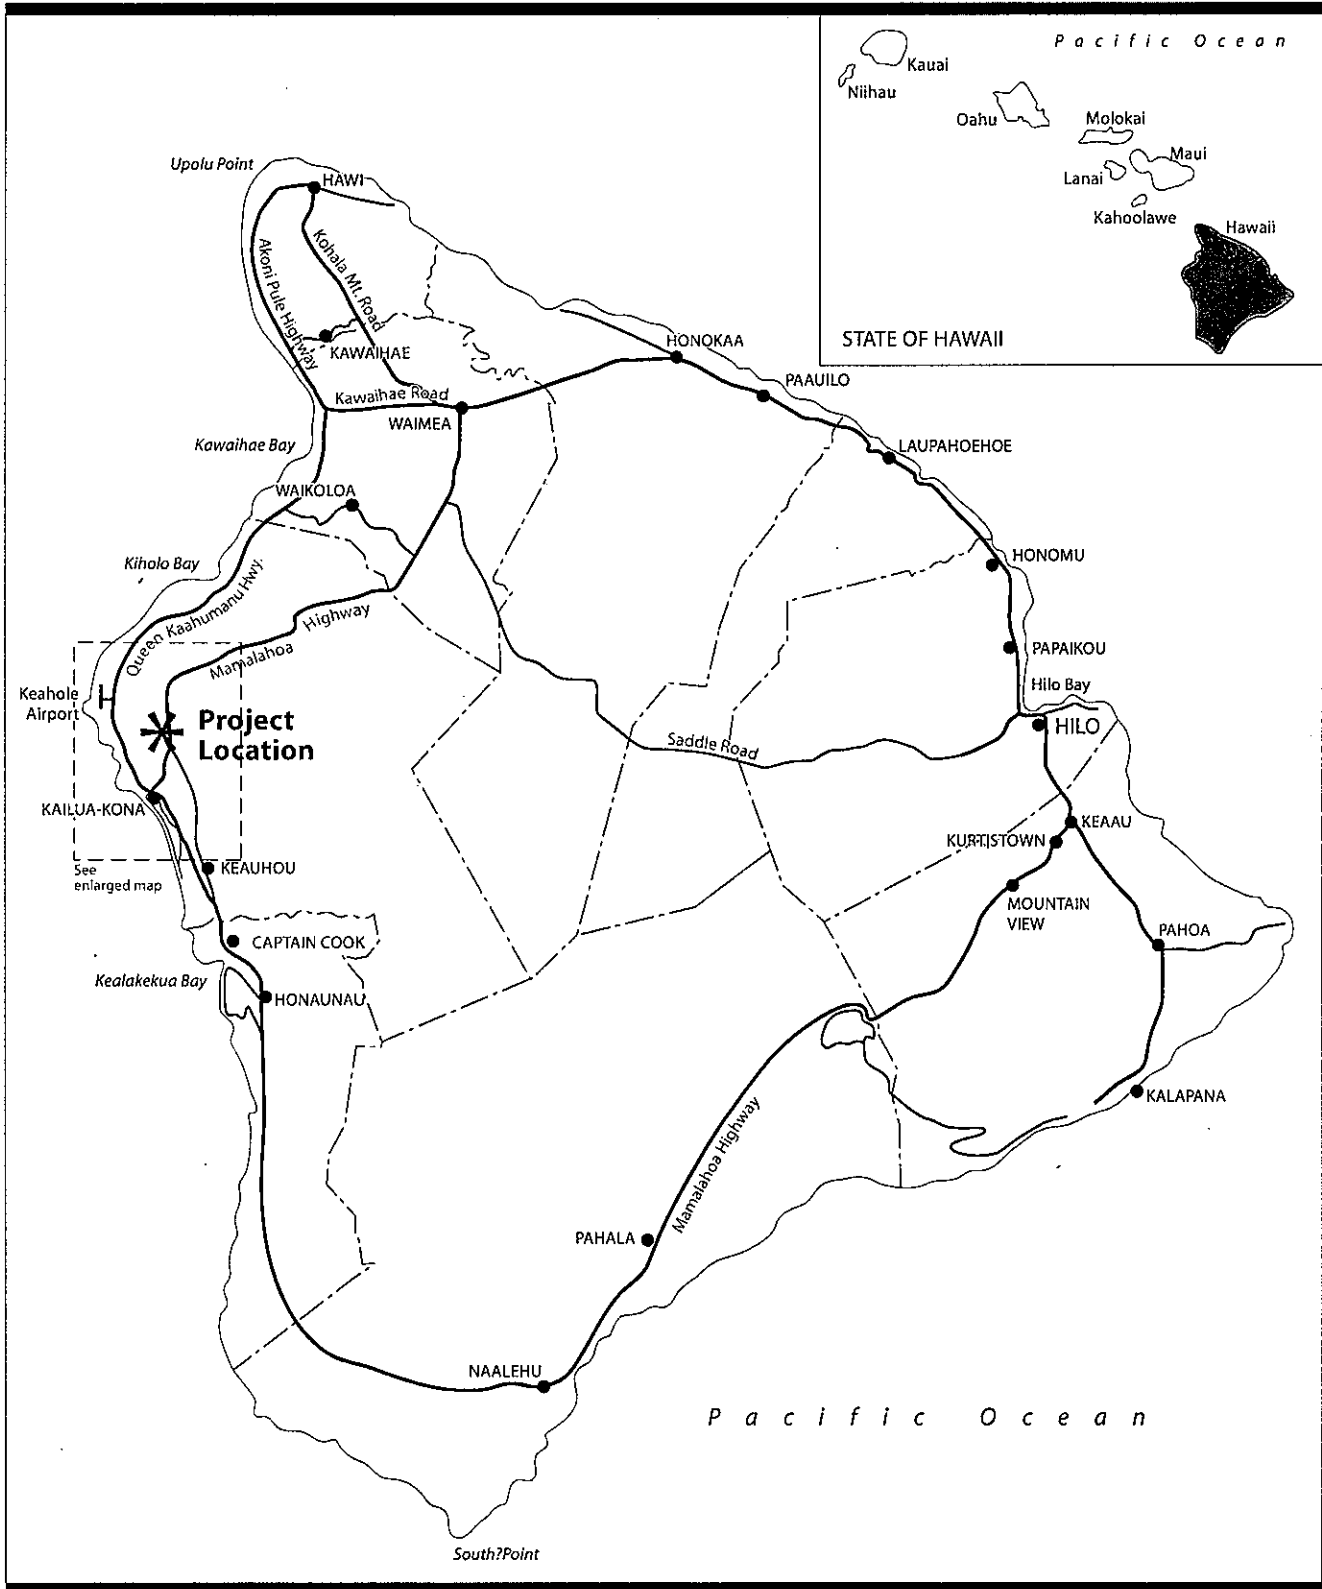 Pacific Ocean
Kauai
Niihau
Oahu
Molokai
Maui
Lanai
Kahoolawe
Hawaii
STATE OF HAWAII
Upolu Point
HAWI
Akoni Pule Highway
Kohala Mt. Road
KAWAIHAE
HONOKAA
PAAUILO
Kawaihae Road
WAIMEA
Kawaihae Bay
LAUPAHOEHOE
WAIKOLOA
Kiholo Bay
HONOMU
Queen Kaahumanu Hwy.
Mamalahoa Highway
PAPAIKOU
Keahole
Airport
Hilo Bay
Project
Location
HILO
Saddle Road
KAILUA-KONA
KEAAU
KURTISTOWN
See
enlarged map
KEAUHOU
MOUNTAIN
VIEW
PAHOA
CAPTAIN COOK
Kealakekua Bay
HONAUNAU
KALAPANA
Mamalahoa Highway
PAHALA
NAALEHU
Pacific Ocean
South?Point